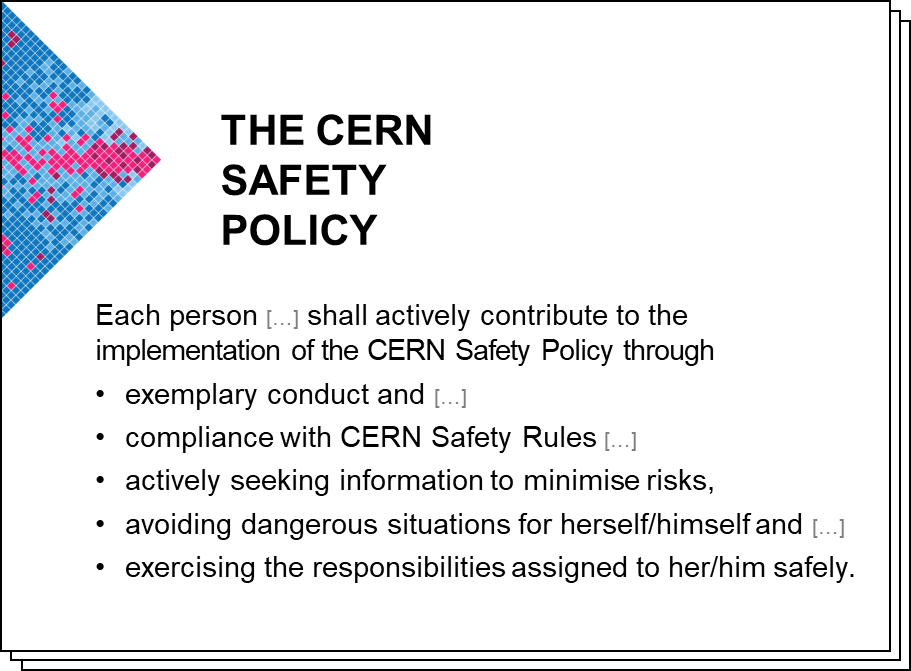 THE CERN
SAFETY
POLICY
Each person [...] shall actively contribute to the
implementation of the CERN Safety Policy through
• exemplary conduct and [...]
• compliance with CERN Safety Rules [...]
• actively seeking information to minimise risks,
• avoiding dangerous situations for herself/himself and [...]
• exercising the responsibilities assigned to her/him safely.